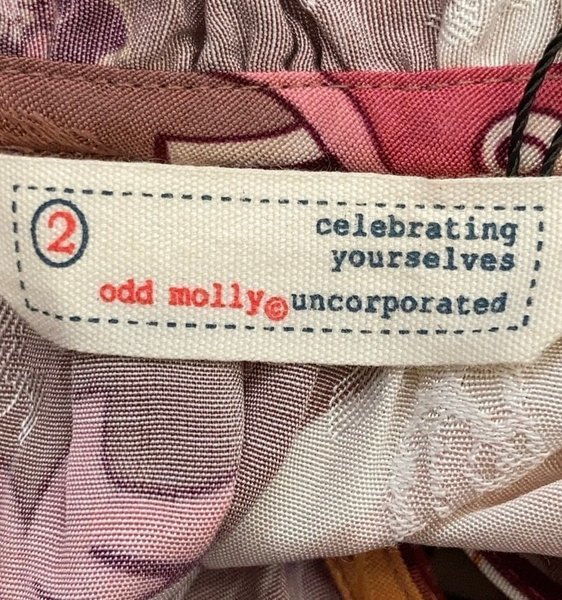 2
celebrating
yourselves
odd molly©uncorporated